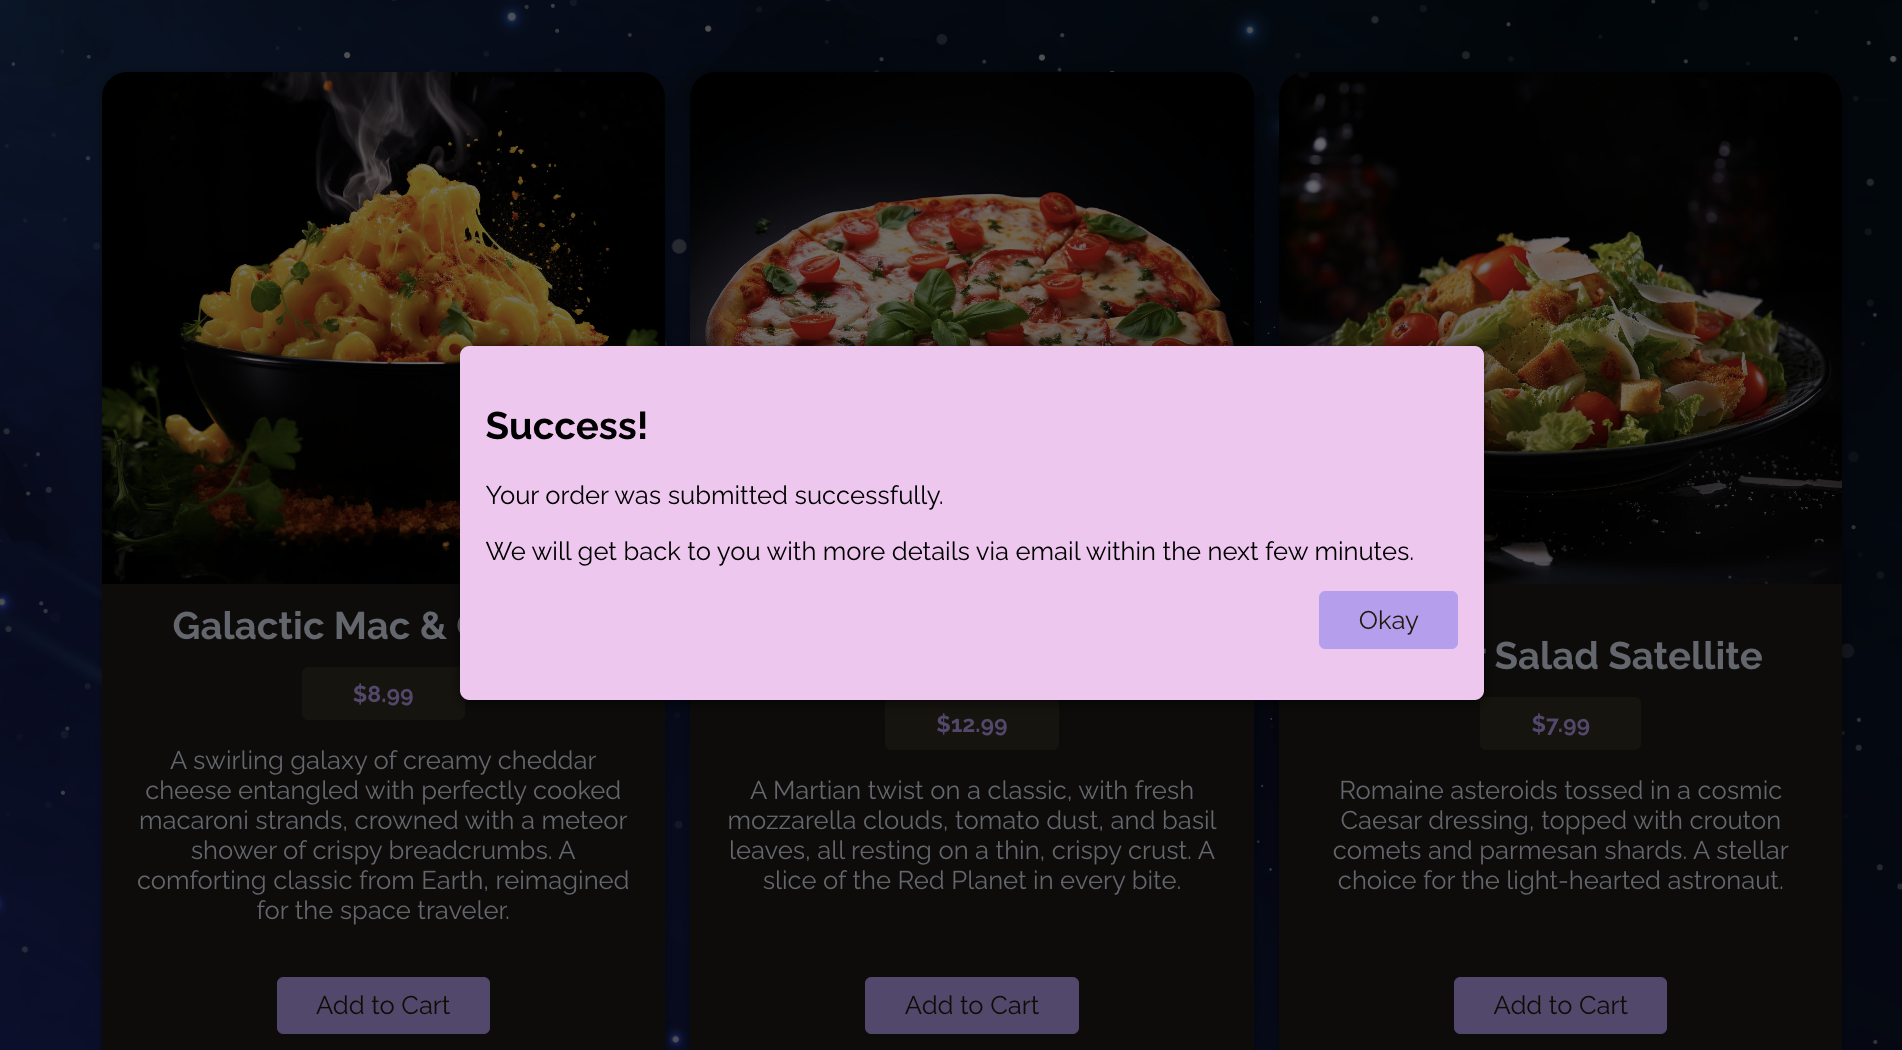 Success!
Your order was submitted successfully.
We will get back to you with more details via email within the next few minutes.
Okay
Galactic Mac &
$8.99
A swirling galaxy of creamy cheddar
cheese entangled with perfectly cooked
macaroni strands, crowned with a meteor
shower of crispy breadcrumbs. A
comforting classic from Earth, reimagined
for the space traveler.
Add to Cart
$12.99
A Martian twist on a classic, with fresh
mozzarella clouds, tomato dust, and basil
leaves, all resting on a thin, crispy crust. A
slice of the Red Planet in every bite.
Add to Cart
Salad Satellite
$7.99
Romaine asteroids tossed in a cosmic
Caesar dressing, topped with crouton
comets and parmesan shards. A stellar
choice for the light-hearted astronaut.
Add to Cart